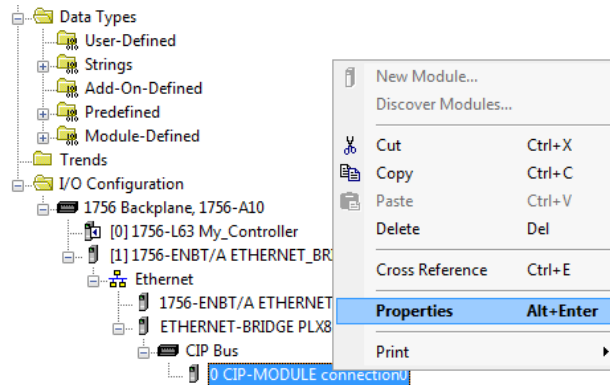 Data Types
User-Defined
Strings
Add-On-Defined
Predefined
Module-Defined
Trends
I/O Configuration
1756 Backplane, 1756-A10
[0] 1756-L63 My_Controller
[1] 1756-ENBT/A ETHERNET_BR
Ethernet
1756-ENBT/A ETHERNET
ETHERNET-BRIDGE PLX8
CIP Bus
0 CIP-MODULE connection0
New Module...
Discover Modules...
Cut Ctrl+X
Copy Ctrl+C
Paste Ctrl+V
Delete Del
Cross Reference Ctrl+E
Properties Alt+Enter
Print